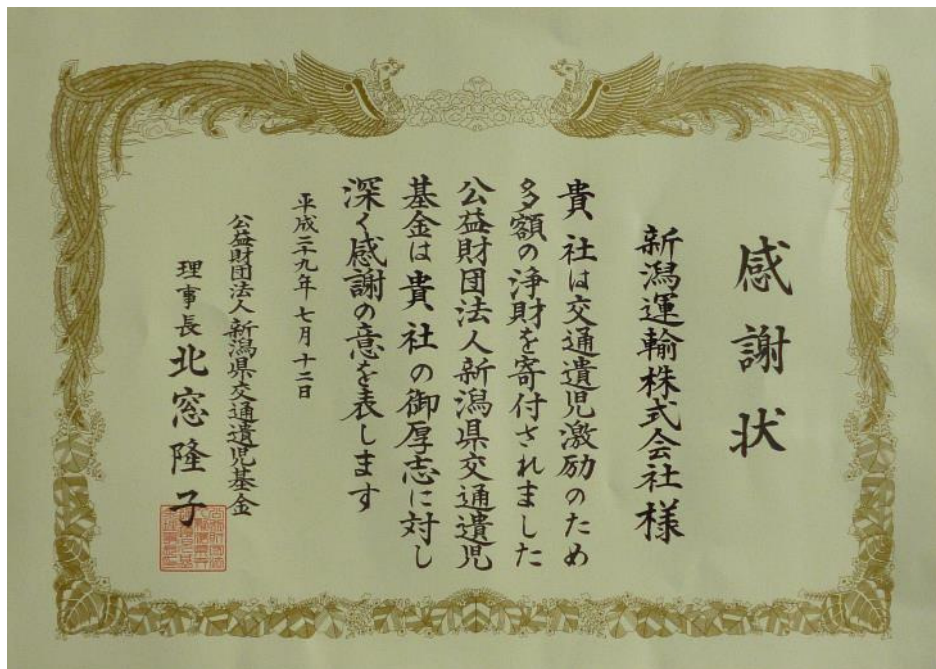 感謝状
新潟運輸株式会社様
貴社は交通遺児激励のため
多額の浄財を寄付されました
公益財団法人新潟県交通遺児
基金は貴社の御厚志に対し
深く感謝の意を表します
平成二十九年七月十二日
公益財団法人新潟県交通遺児基金
理事長北窓隆子